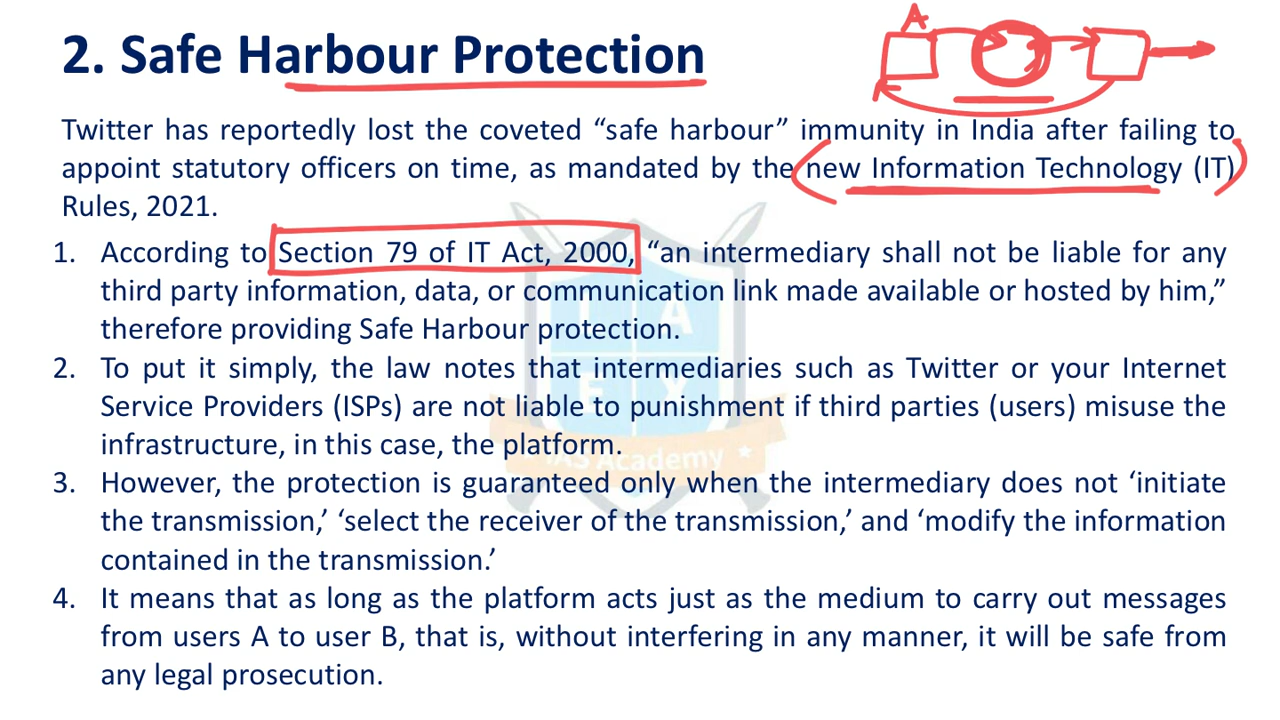 2. Safe Harbour Protection
A
Twitter has reportedly lost the coveted “safe harbour” immunity in India after failing to
appoint statutory officers on time, as mandated by the new Information Technology (IT)
Rules, 2021.
1. According to Section 79 of IT Act, 2000, “an intermediary shall not be liable for any
third party information, data, or communication link made available or hosted by him,”
therefore providing Safe Harbour protection.
2. To put it simply, the law notes that intermediaries such as Twitter or your Internet
Service Providers (ISPs) are not liable to punishment if third parties (users) misuse the
infrastructure, in this case, the platform.
3. However, the protection is guaranteed only when the intermediary does not ‘initiate
the transmission,’ ‘select the receiver of the transmission,’ and ‘modify the information
contained in the transmission.’
4. It means that as long as the platform acts just as the medium to carry out messages
from users A to user B, that is, without interfering in any manner, it will be safe from
any legal prosecution.
I A
E Y
IAS Academy